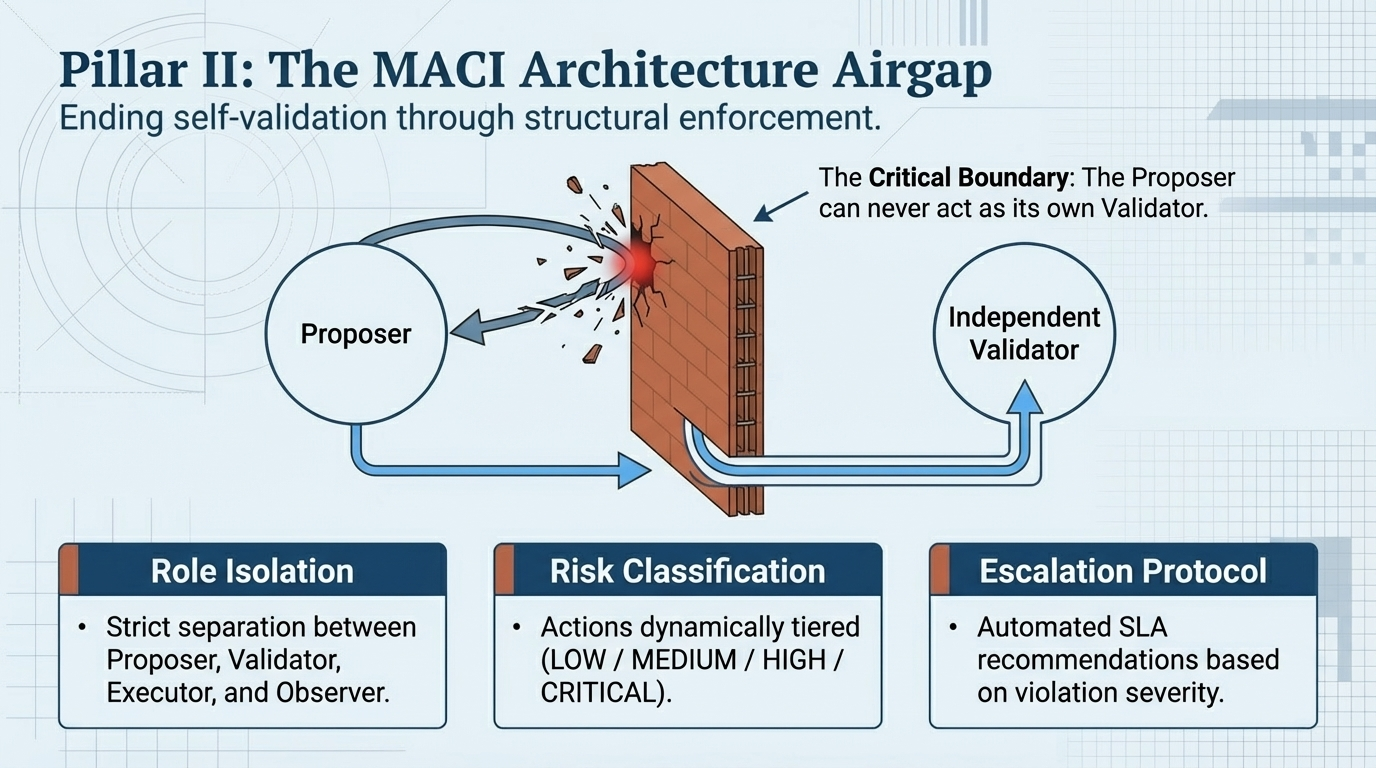 Pillar II: The MACI Architecture Airgap
Ending self-validation through structural enforcement.
The Critical Boundary: The Proposer
can never act as its own Validator.
Proposer
Independent
Validator
Role Isolation
• Strict separation between
Proposer, Validator,
Executor, and Observer.
Risk Classification
• Actions dynamically tiered
(LOW / MEDIUM / HIGH /
CRITICAL).
Escalation Protocol
• Automated SLA
recommendations based
on violation severity.